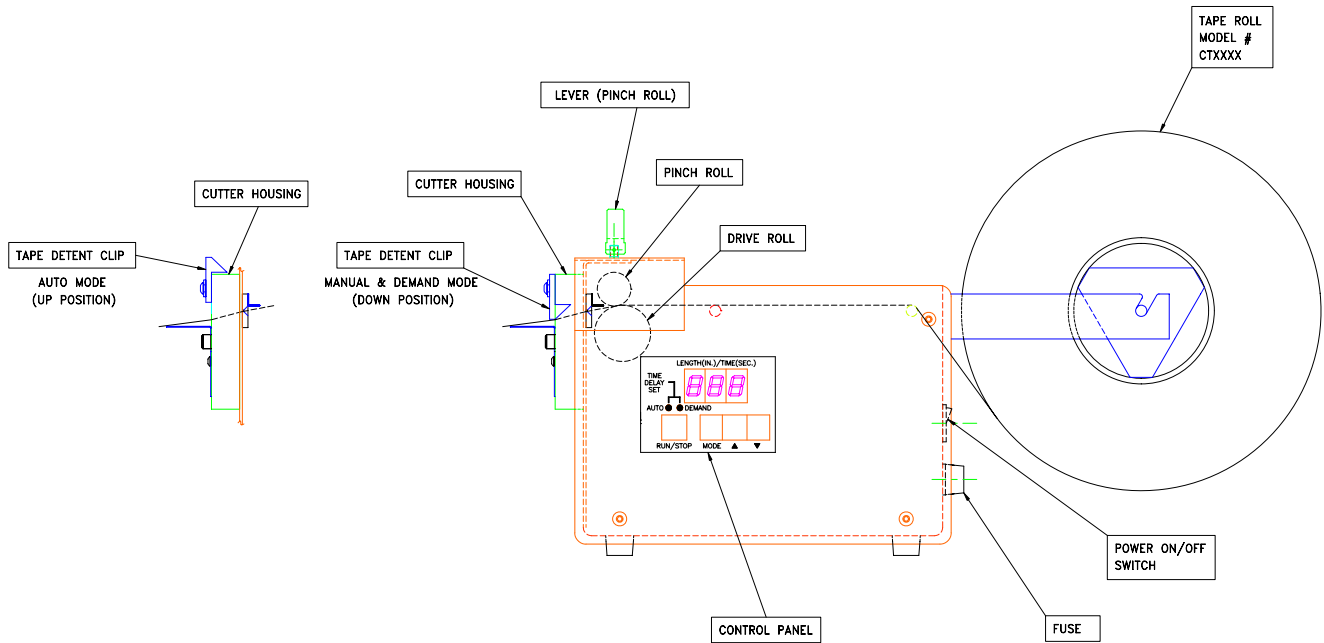 TAPE ROLL
MODEL #
CTXXXX
LEVER (PINCH ROLL)
PINCH ROLL
CUTTER HOUSING
CUTTER HOUSING
DRIVE ROLL
TAPE DETENT CLIP
AUTO MODE
(UP POSITION)
TAPE DETENT CLIP
MANUAL & DEMAND MODE
(DOWN POSITION)
LENGTH(IN.)/TIME(SEC.)
TIME
DELAY
SET
888
AUTO DEMAND
RUN/STOP MODE ▲ ▼
POWER ON/OFF
SWITCH
FUSE
CONTROL PANEL